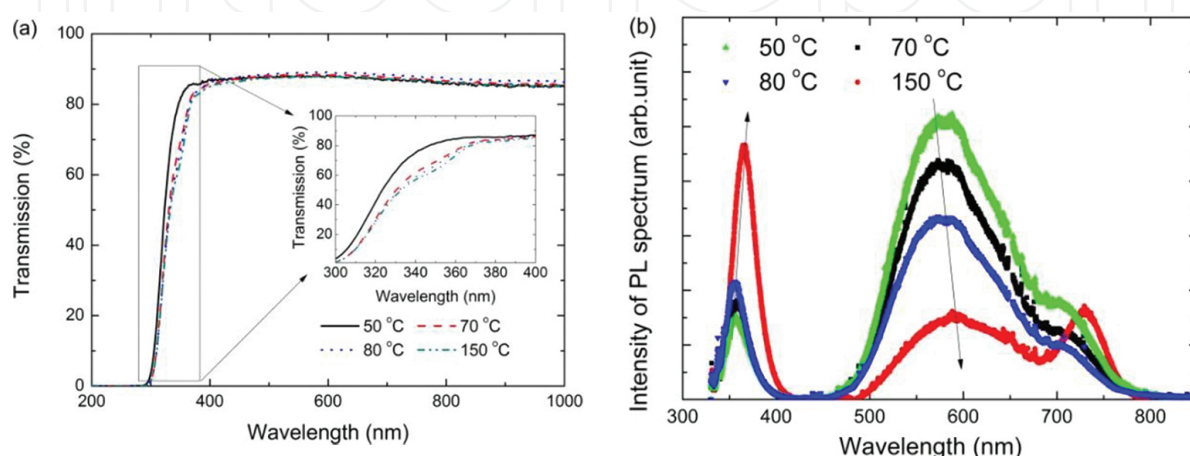 (a)
100
80
60
40
20
0
Transmission (%)
200 400 600 800 1000
Wavelength (nm)
100
80
60
40
20
Transmission (%)
300 320 340 360 380 400
Wavelength (nm)
50 °C 70 °C
80 °C 150 °C
(b)
50 °C 70 °C
80 °C 150 °C
Intensity of PL spectrum (arb.unit)
300 400 500 600 700 800
Wavelength (nm)